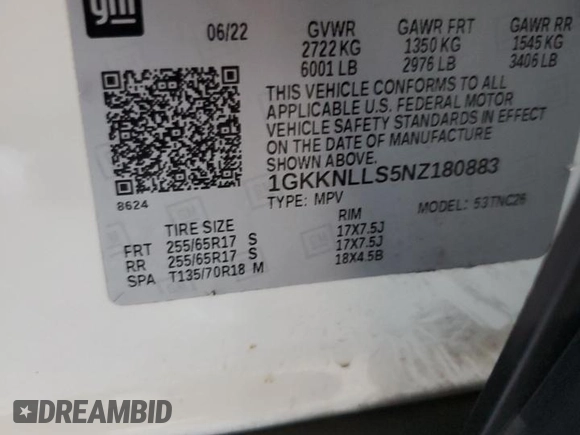 gm
06/22
GVWR
GAWR FRT
GAWR RR
2722 KG
1350 KG
1545 KG
6001 LB
2976 LB
3406 LB
THIS VEHICLE CONFORMS TO ALL
APPLICABLE U.S. FEDERAL MOTOR
VEHICLE SAFETY STANDARDS IN EFFECT
ON THE DATE OF MANUFACTURE
SHOWN ABOVE.
1GKKNLLS5NZ180883
TYPE: MPV
MODEL: 53TNC26
8624
TIRE SIZE
RIM
FRT 255/65R17 S 17X7.5J
RR 255/65R17 S 17X7.5J
SPA T135/70R18 M 18X4.5B
DREAMBID